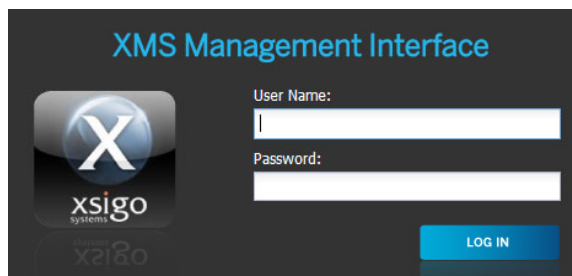 XMS Management Interface
User Name:
X
xsigo
systems
Password:
LOG IN